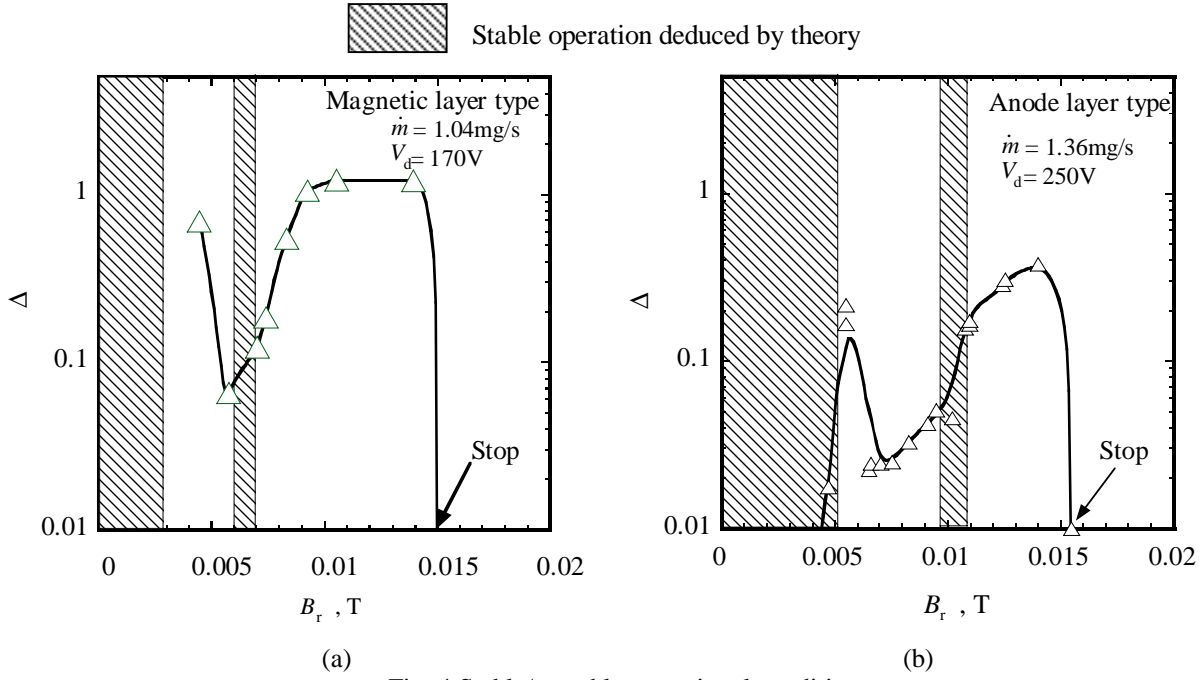 Stable operation deduced by theory
Magnetic layer type
ṁ = 1.04mg/s
Vd= 170V
1
0.1
0.01
Δ
Stop
0 0.005 0.01 0.015 0.02
Br , T
(a)
Anode layer type
ṁ = 1.36mg/s
Vd= 250V
1
0.1
0.01
Δ
Stop
0 0.005 0.01 0.015 0.02
Br , T
(b)